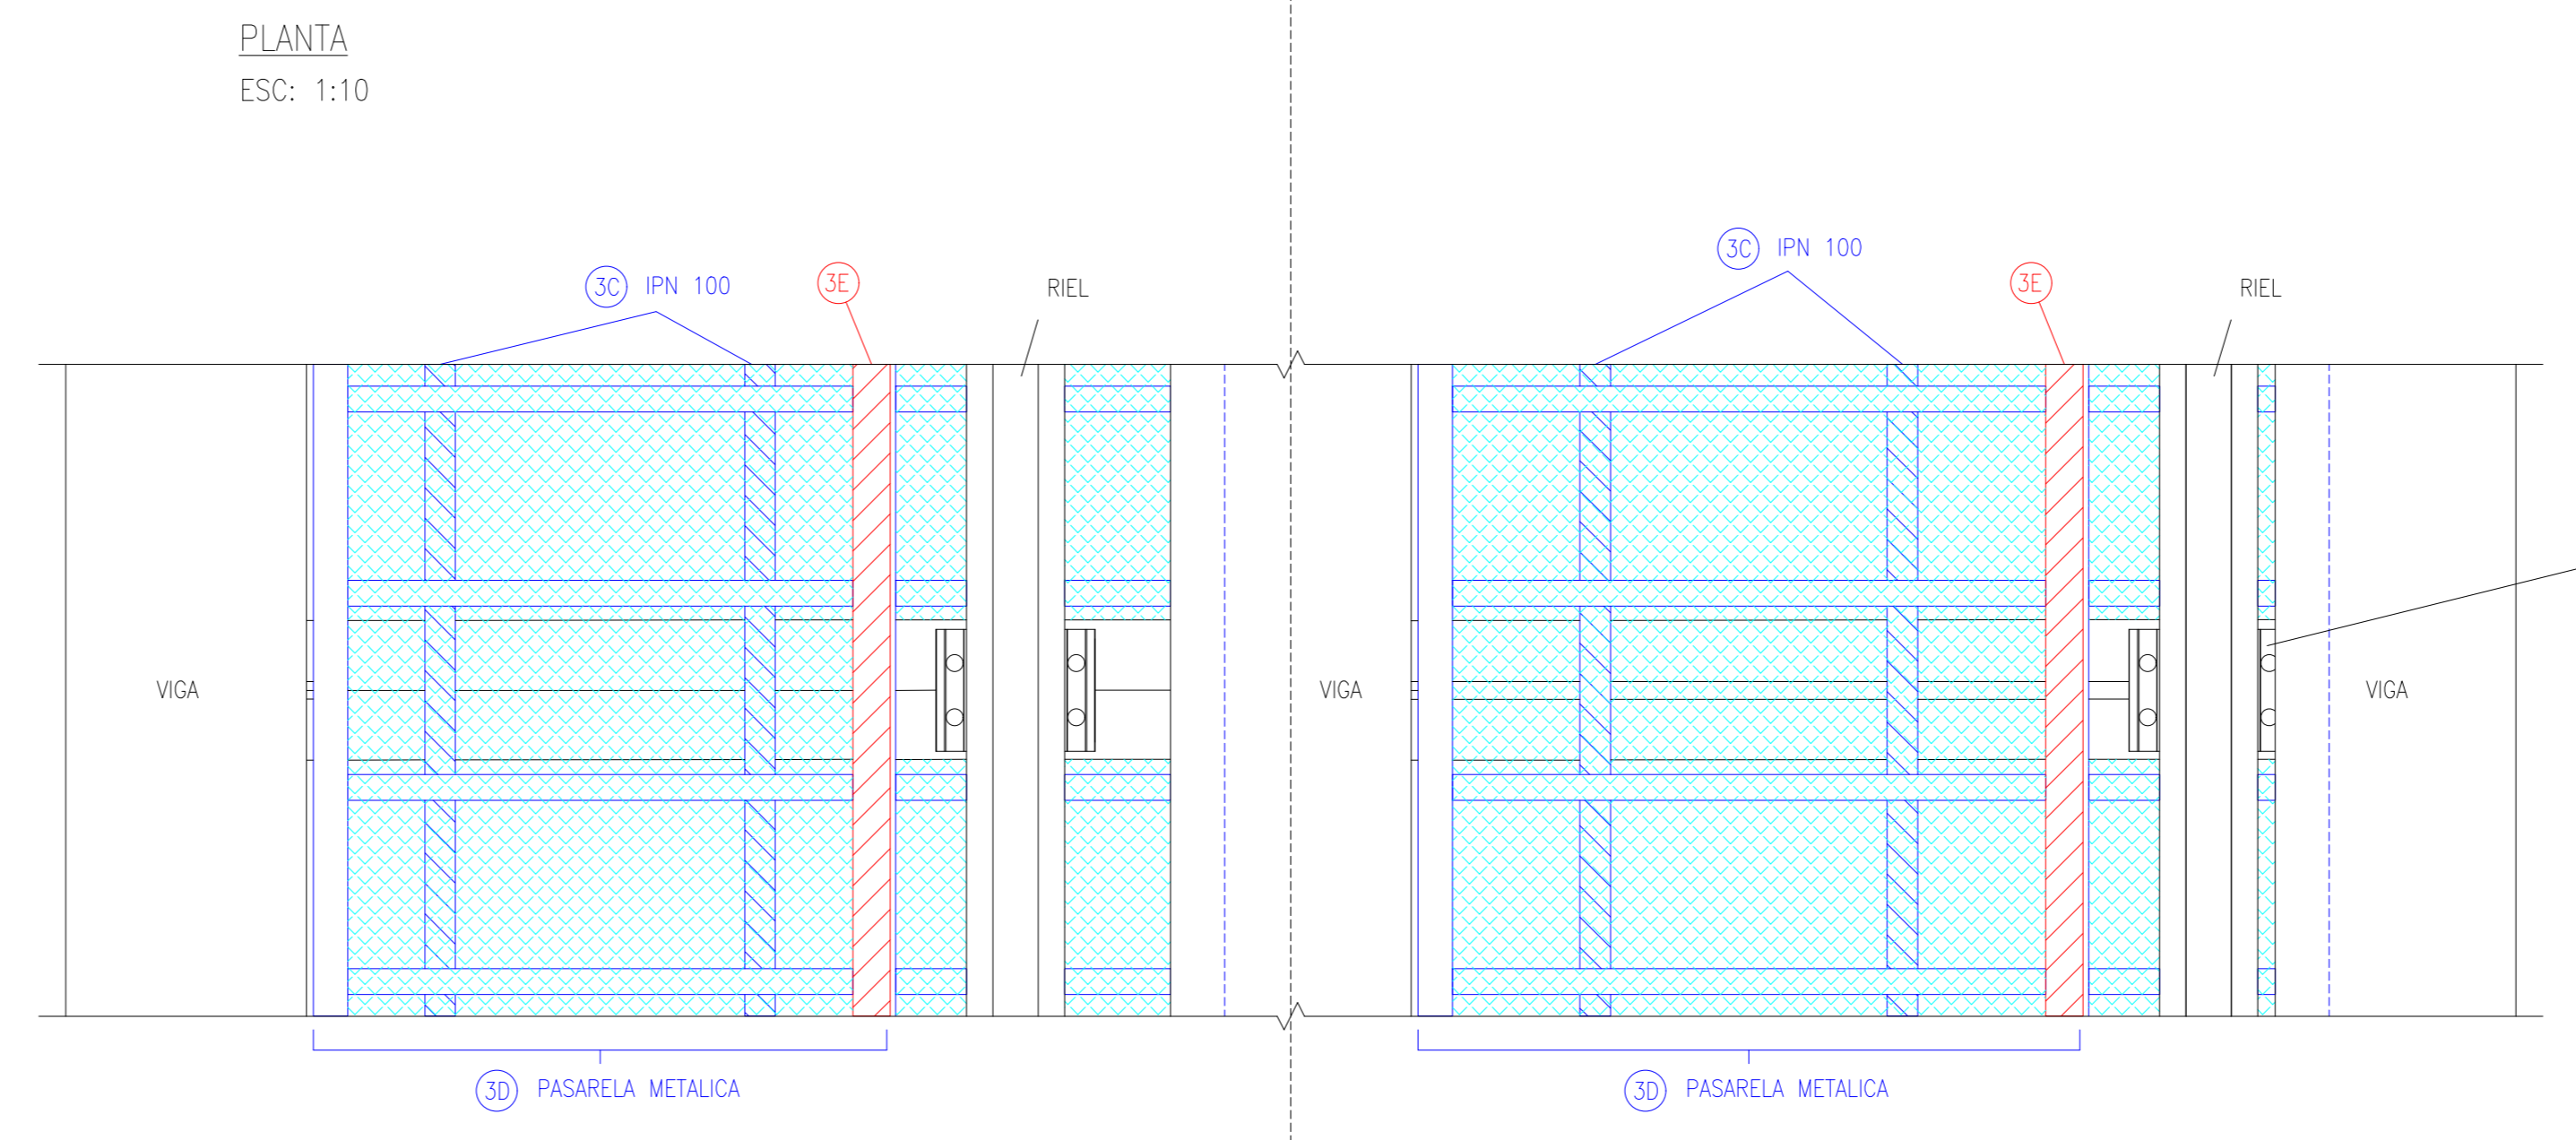 PLANTA
ESC: 1:10
3C IPN 100
3E
RIEL
3C IPN 100
3E
RIEL
VIGA
VIGA
VIGA
3D PASARELA METALICA
3D PASARELA METALICA